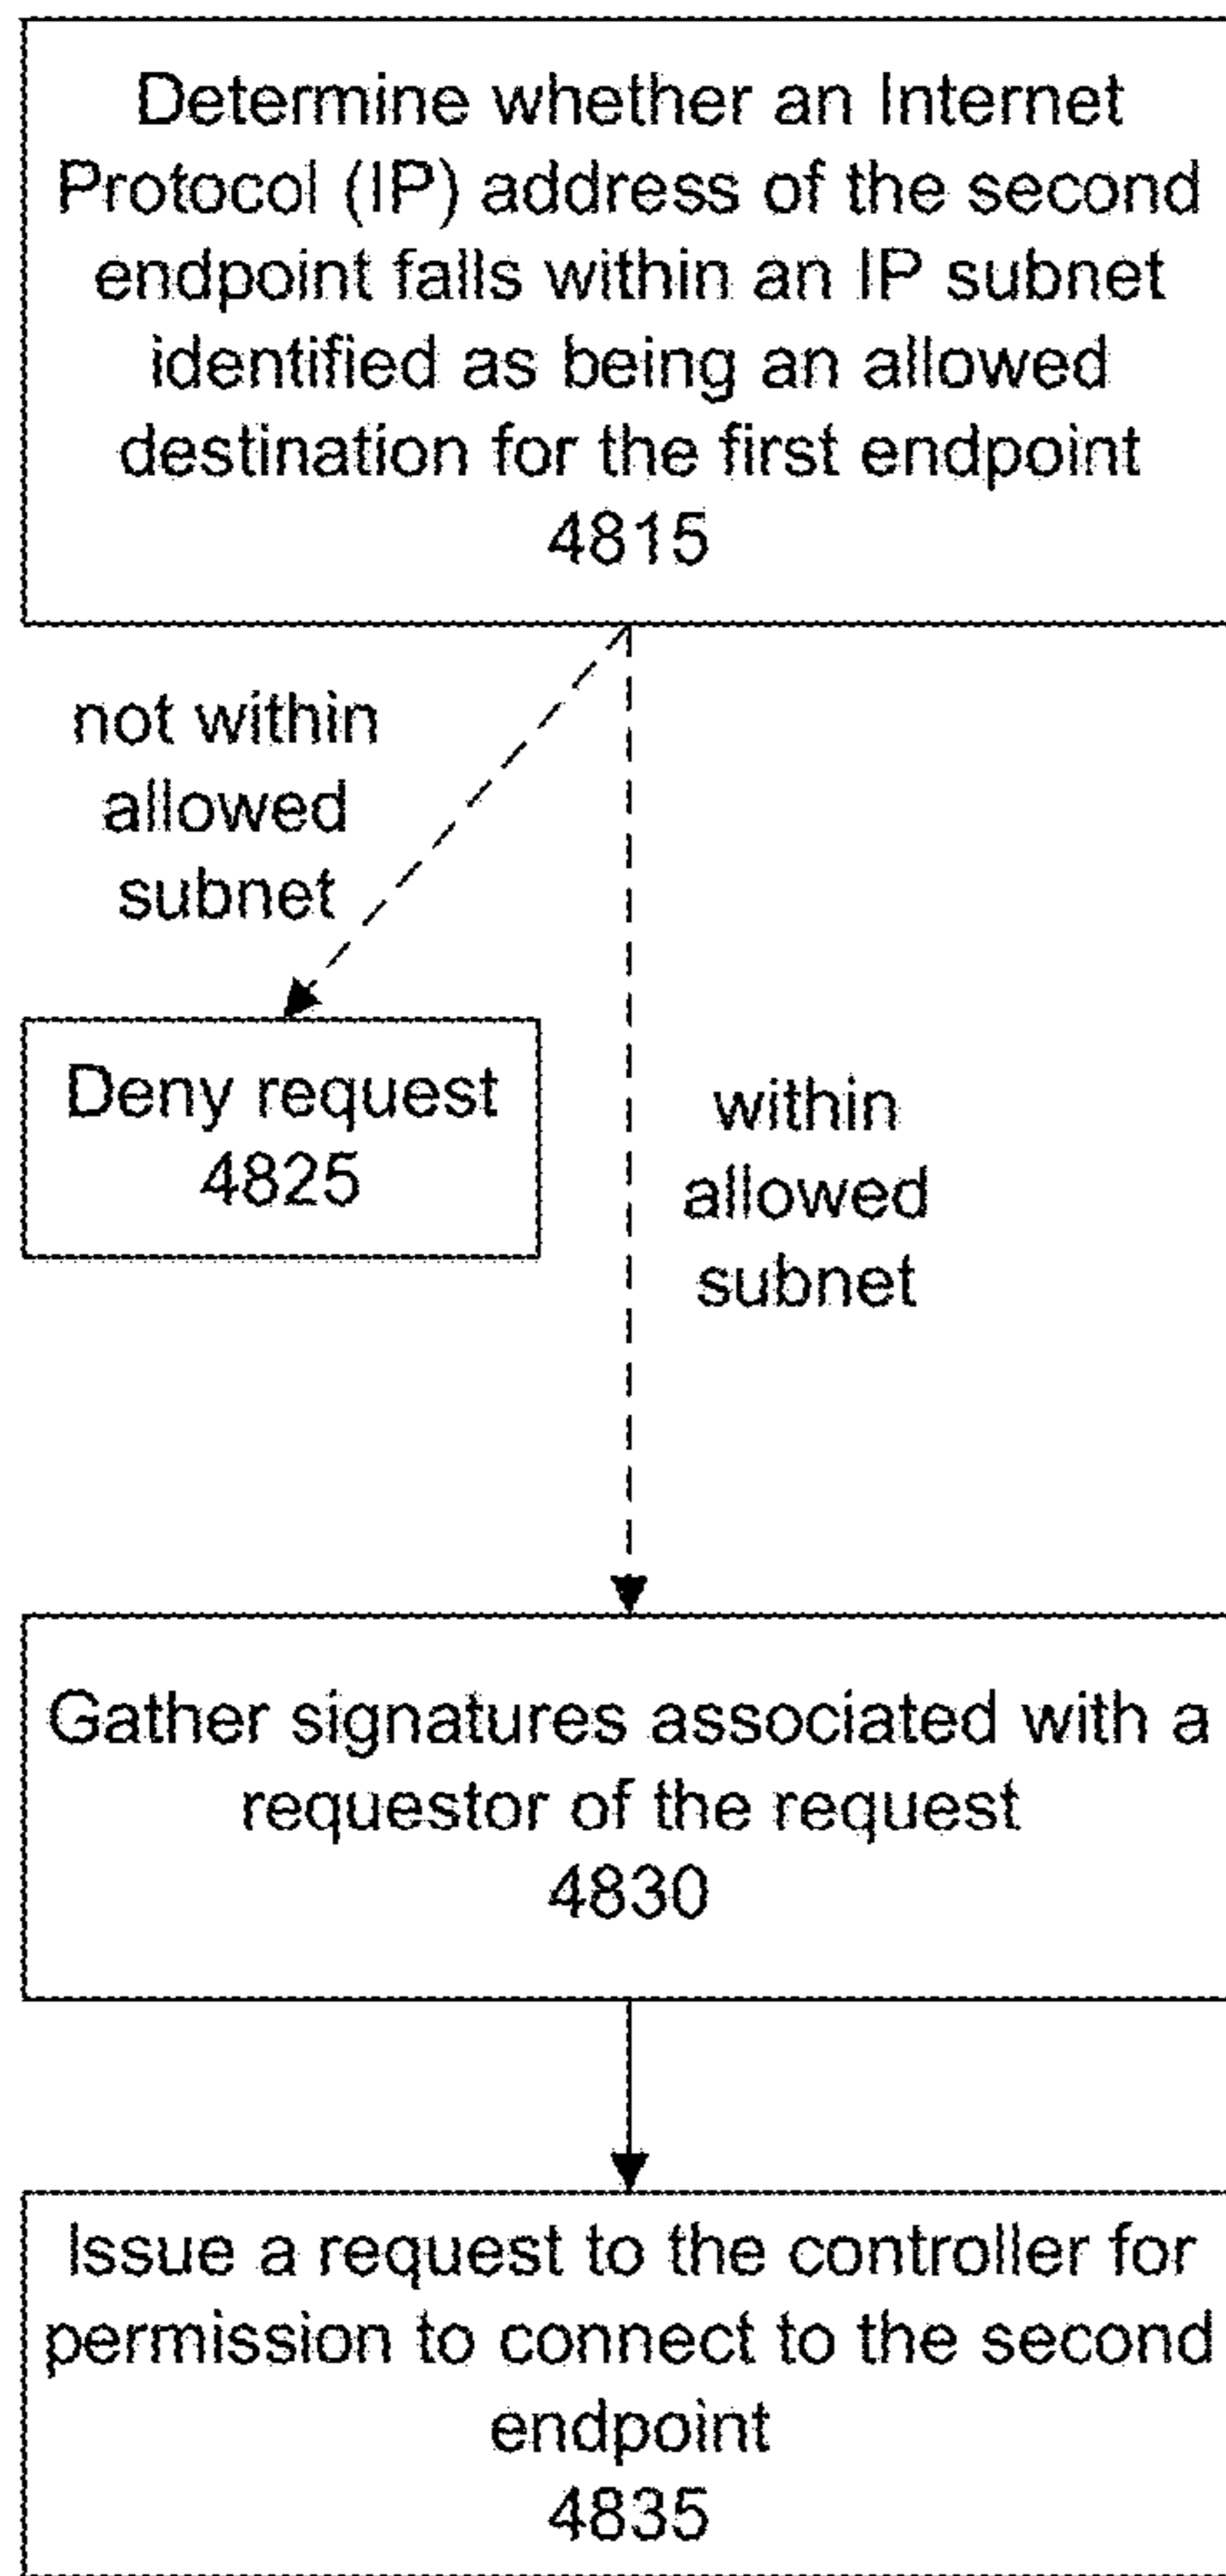 Determine whether an Internet
Protocol (IP) address of the second
endpoint falls within an IP subnet
identified as being an allowed
destination for the first endpoint
4815
not within
allowed
subnet
Deny request
4825
within
allowed
subnet
Gather signatures associated with a
requestor of the request
4830
Issue a request to the controller for
permission to connect to the second
endpoint
4835